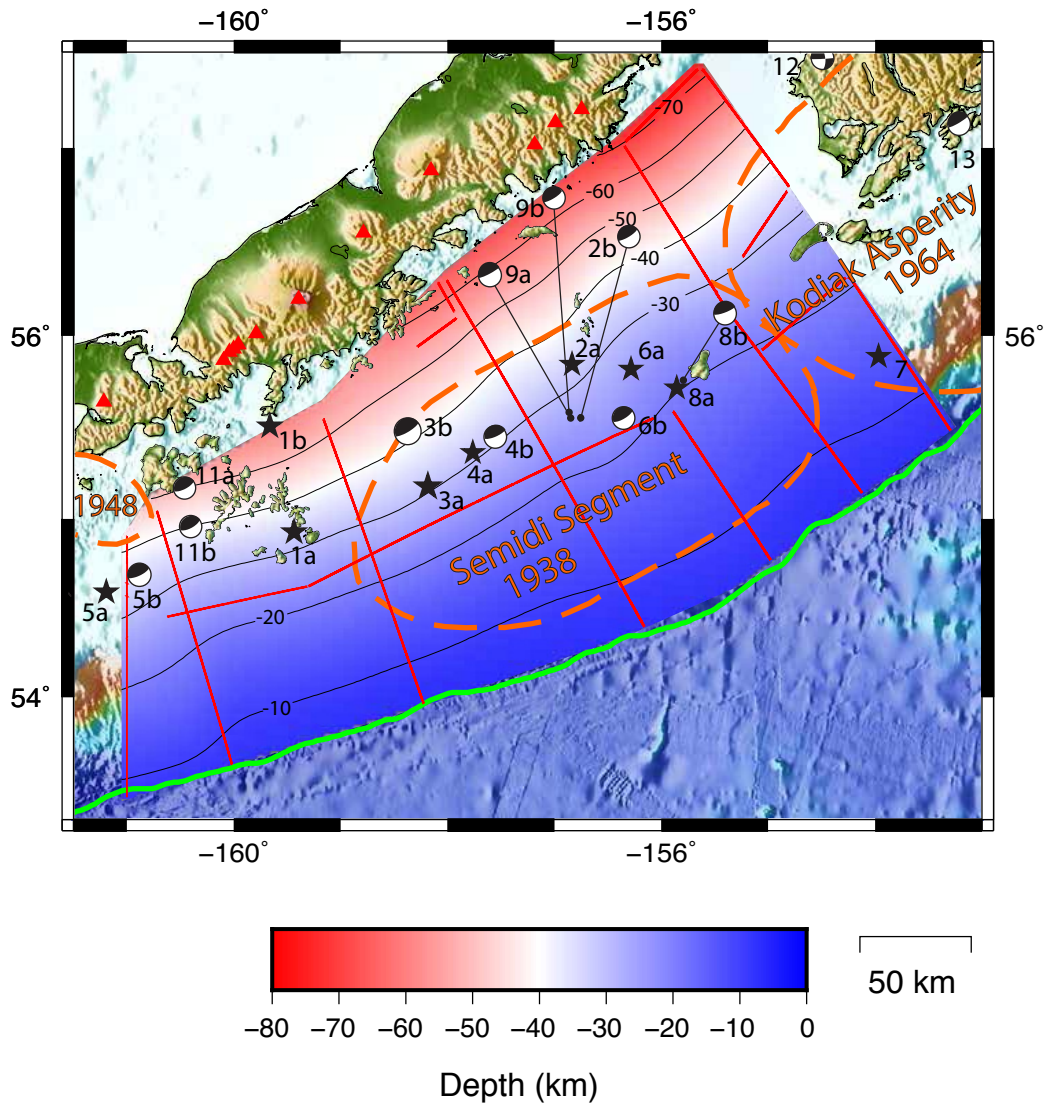 −160˚ −156˚
12
-70
13
-60
9b
-50
2b
-40
9a
Kodiak Asperity
1964
-30
56˚
8b
2a
6a
7
8a
1b
3b
6b
4b
4a
11a
3a
1948
Semidi Segment
1938
11b
1a
5a
5b
-20
54˚
-10
−160˚ −156˚
50 km
−80 −70 −60 −50 −40 −30 −20 −10 0
Depth (km)
56˚